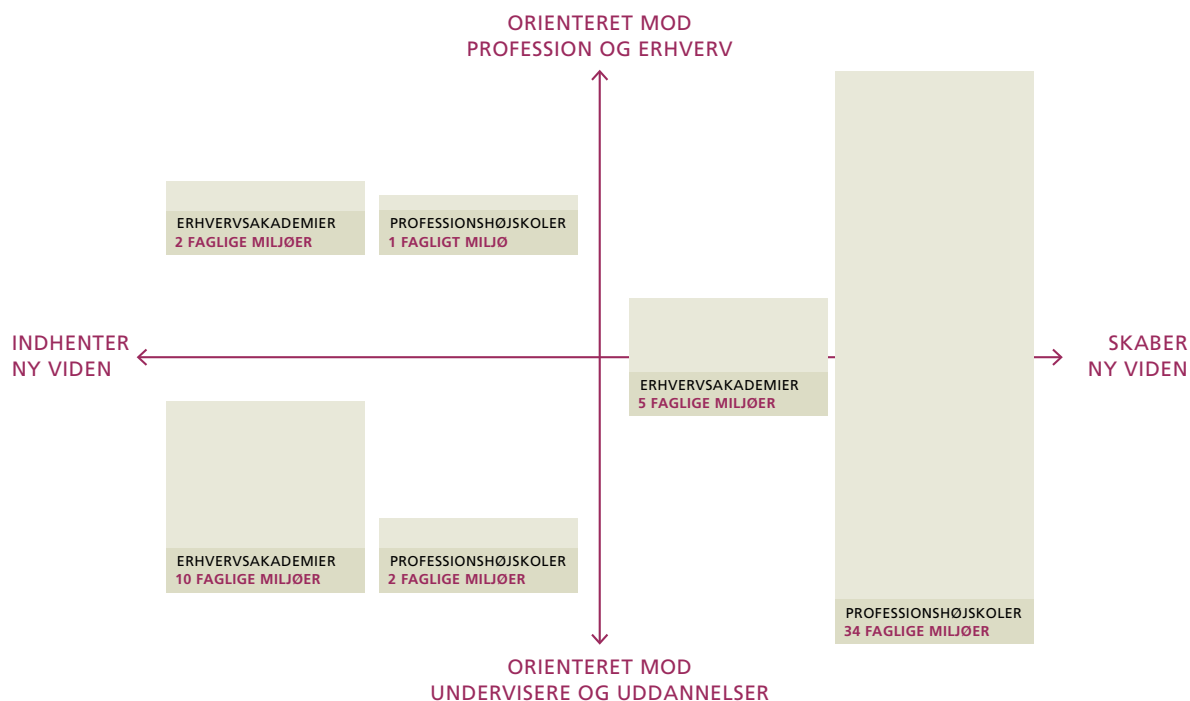 ORIENTERET MOD
PROFESSION OG ERHVERV
ERHVERVSAKADEMIER
2 FAGLIGE MILJØER
PROFESSIONSHØJSKOLER
1 FAGLIGT MILJØ
INDHENTER
NY VIDEN
SKABER
NY VIDEN
ERHVERVSAKADEMIER
5 FAGLIGE MILJØER
ERHVERVSAKADEMIER
10 FAGLIGE MILJØER
PROFESSIONSHØJSKOLER
2 FAGLIGE MILJØER
PROFESSIONSHØJSKOLER
34 FAGLIGE MILJØER
ORIENTERET MOD
UNDERVISERE OG UDDANNELSER